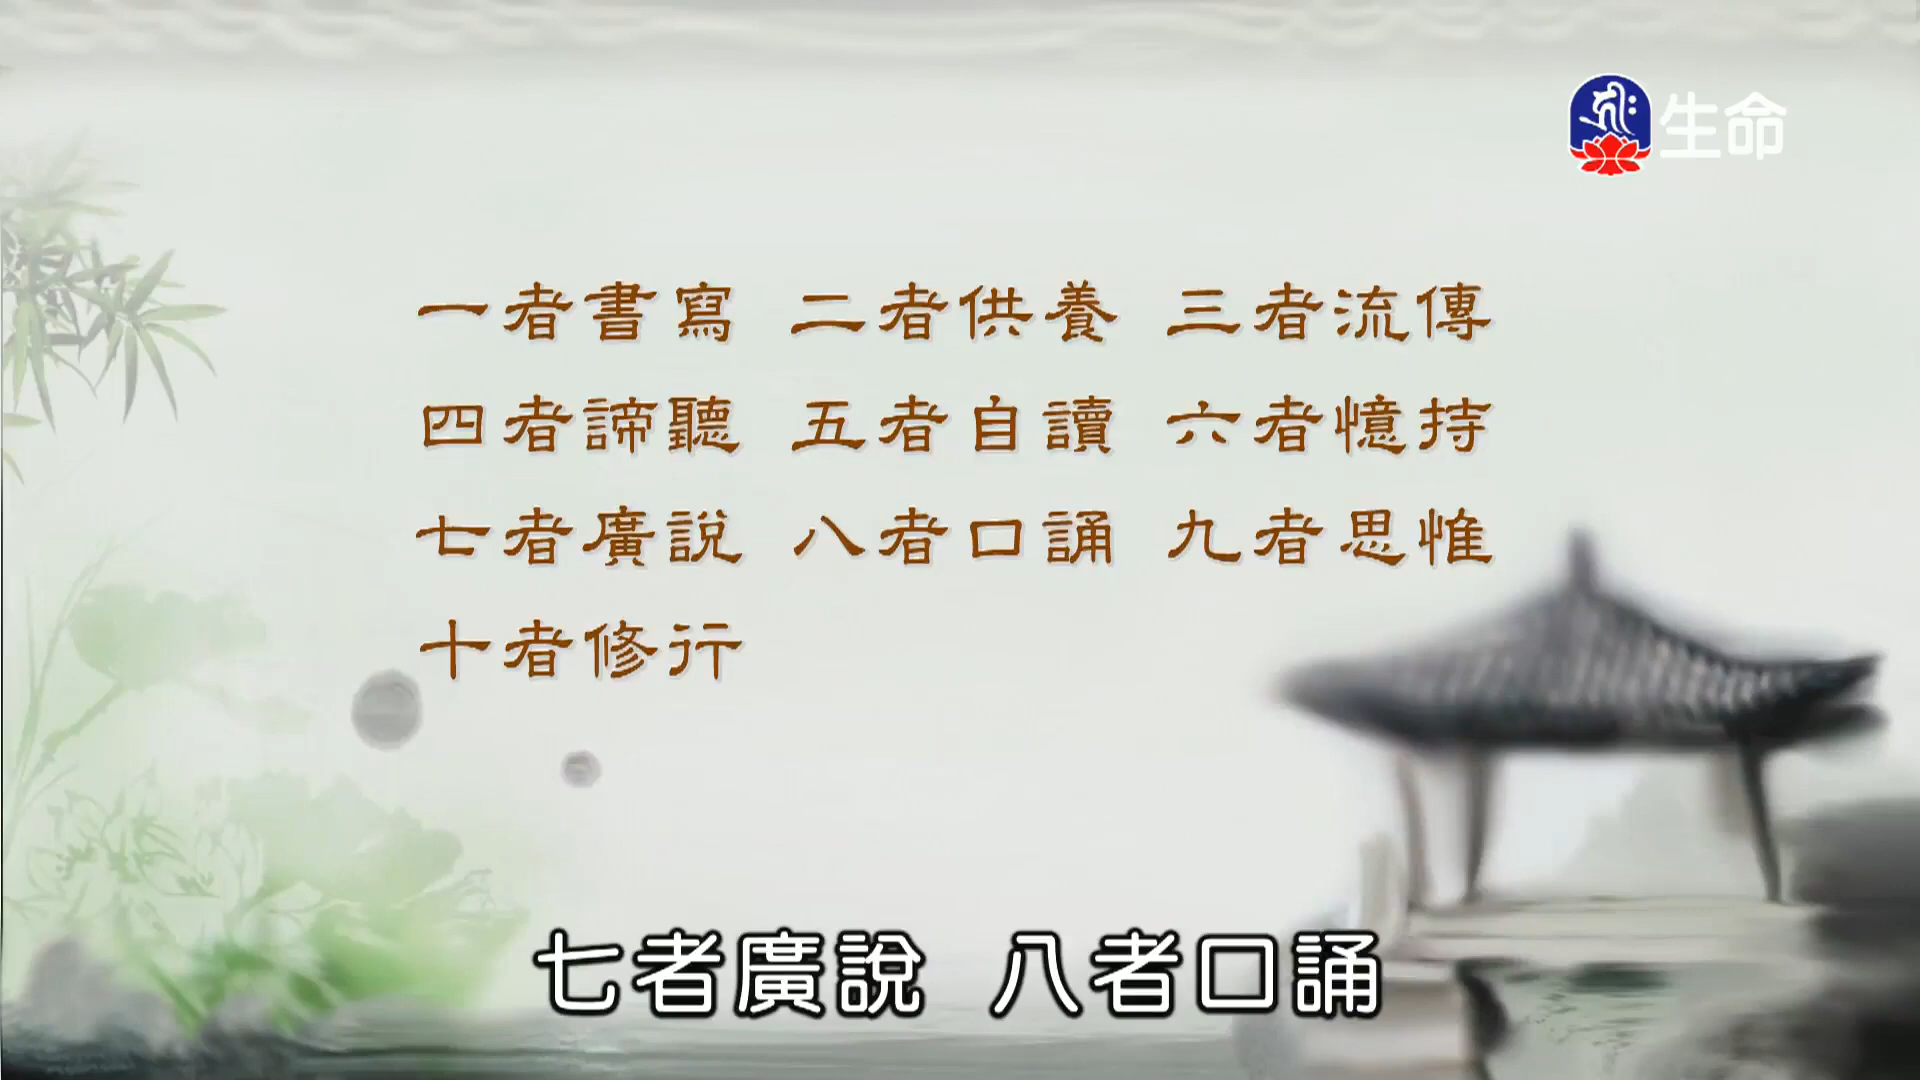 生命
一者書寫 二者供養 三者流傳
四者諦聽 五者自讀 六者憶持
七者廣說 八者口誦 九者思惟
十者修行
七者廣說 八者口誦